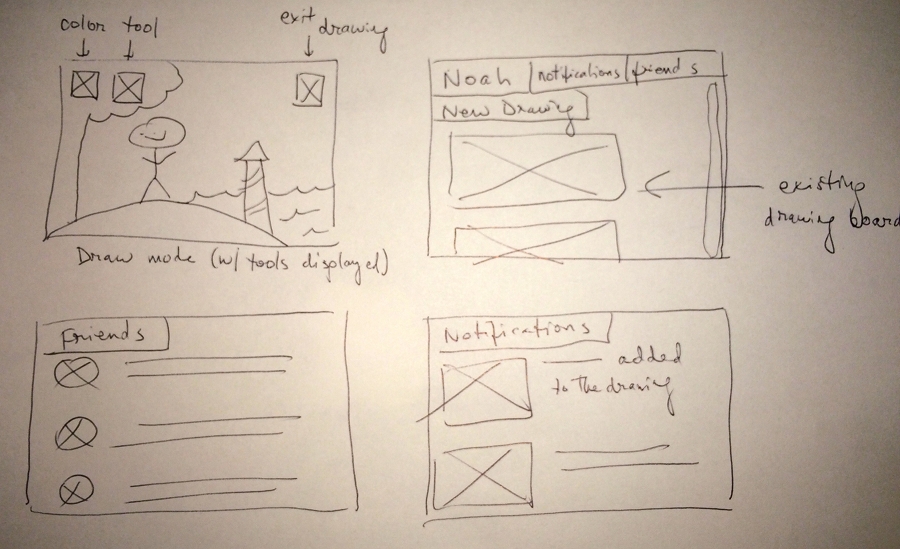 color tool
exit drawing
Draw mode (w/ tools displayed)
Noah notifications friends
New Drawing
existing
drawing board
Friends
Notifications
added
to the drawing